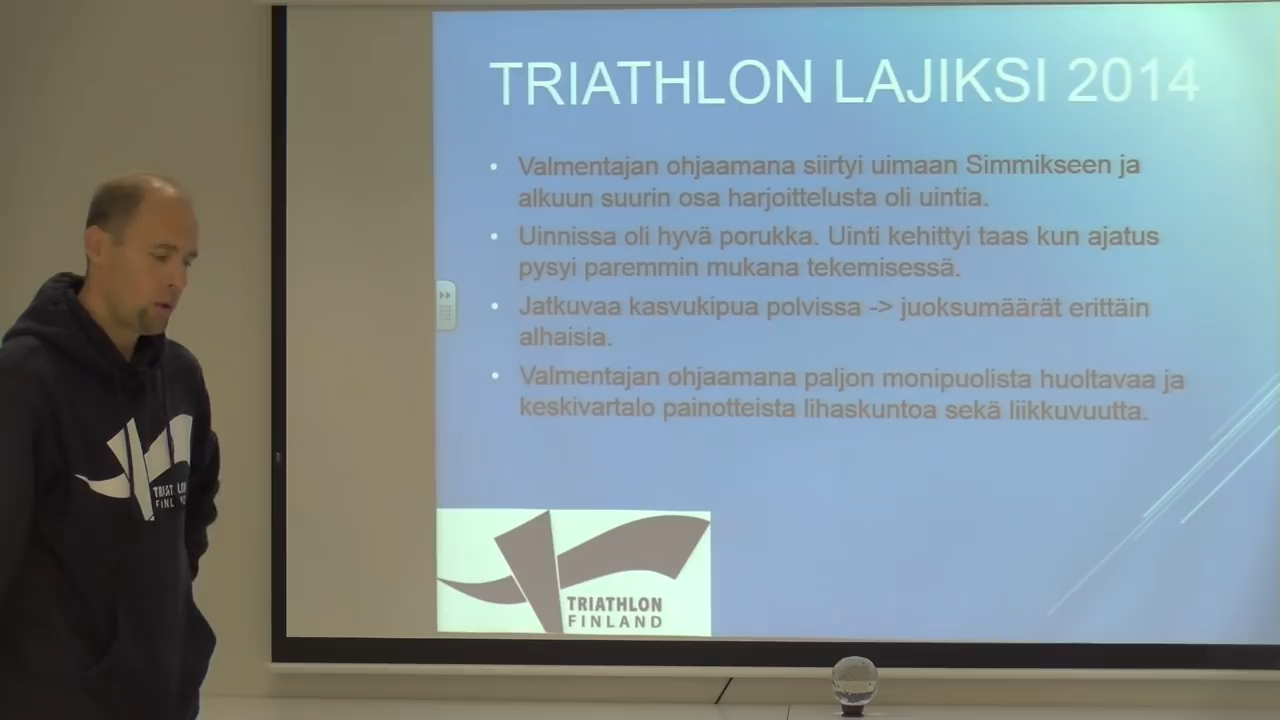 TRIATHLON LAJIKSI 2014
• Valmentajan ohjaamana siirtyi uimaan Simmikseen ja
alkuun suurin osa harjoittelusta oli uintia.
• Uinnissa oli hyvä porukka. Uinti kehittyi taas kun ajatus
pysyi paremmin mukana tekemisessä.
• Jatkuvaa kasvukipua polvissa -> juoksumäärät erittäin
alhaisia.
• Valmentajan ohjaamana paljon monipuolista huoltavaa ja
keskivartalo painotteista lihaskuntoa sekä liikkuvuutta.
TRIATHLON
FINLAND